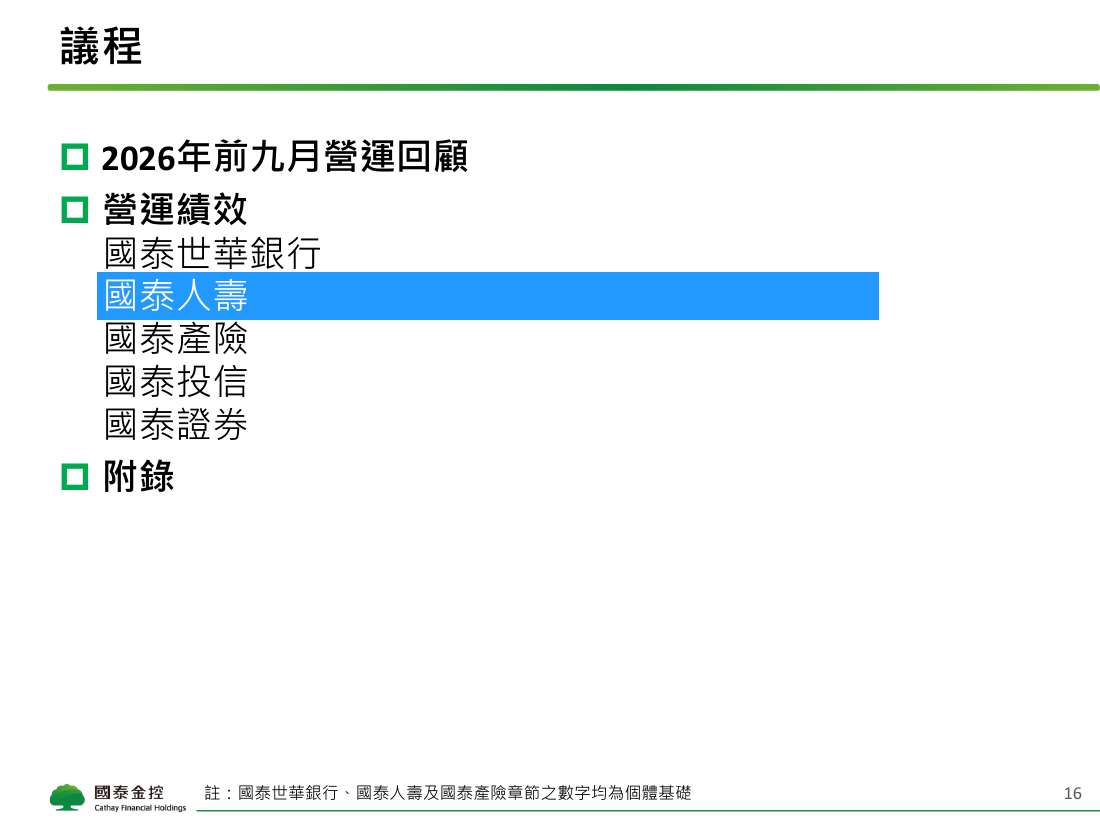 議程
2026年前九月營運回顧
營運績效
國泰世華銀行
國泰人壽
國泰產險
國泰投信
國泰證券
附錄
國泰金控
Cathay Financial Holdings
註：國泰世華銀行、國泰人壽及國泰產險章節之數字均為個體基礎
16